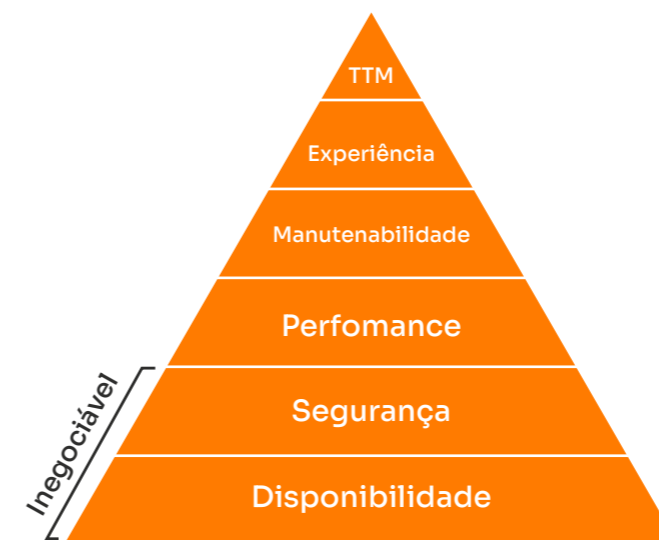 TTM
Experiência
Manutenabilidade
Perfomance
Segurança
Disponibilidade
Inegociável